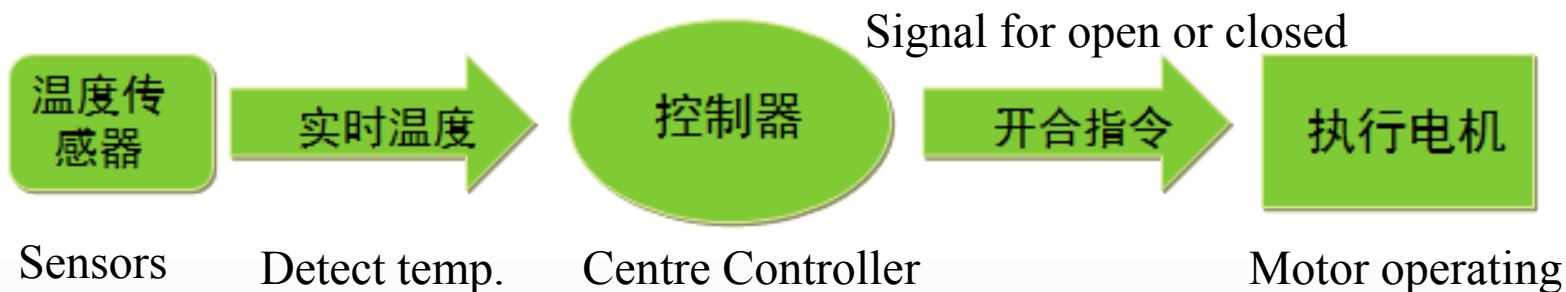 Signal for open or closed
温度传
感器
实时温度
控制器
开合指令
执行电机
Sensors
Detect temp.
Centre Controller
Motor operating